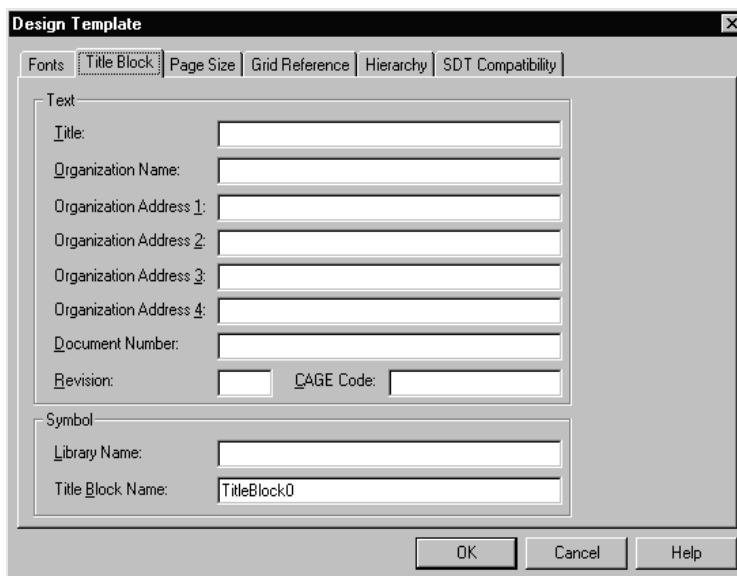 Design Template
Fonts Title Block Page Size Grid Reference Hierarchy SDT Compatibility
Text
Title:
Organization Name:
Organization Address 1:
Organization Address 2:
Organization Address 3:
Organization Address 4:
Document Number:
Revision: CAGE Code:
Symbol
Library Name:
Title Block Name: TitleBlock0
OK Cancel Help